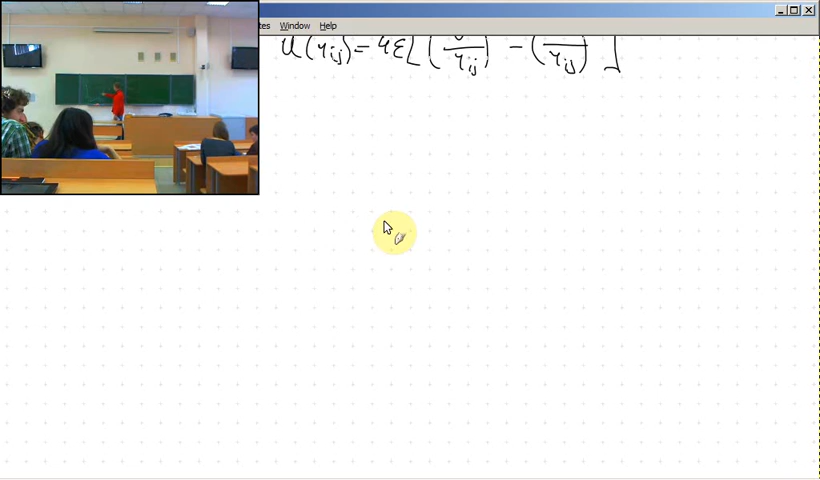 tes Window Help
U(r_ij) = 4ε[(σ/r_ij) - (/r_ij)]